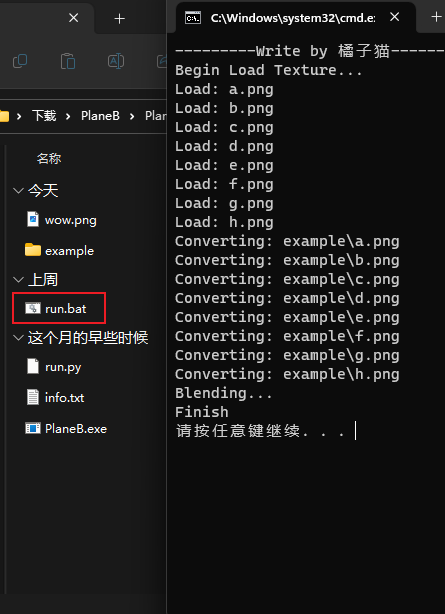 下载 PlaneB Plan
名称
今天
wow.png
example
上周
run.bat
这个月的早些时候
run.py
info.txt
PlaneB.exe
C:\Windows\system32\cmd.e
---------Write by 橘子猫------
Begin Load Texture...
Load: a.png
Load: b.png
Load: c.png
Load: d.png
Load: e.png
Load: f.png
Load: g.png
Load: h.png
Converting: example\a.png
Converting: example\b.png
Converting: example\c.png
Converting: example\d.png
Converting: example\e.png
Converting: example\f.png
Converting: example\g.png
Converting: example\h.png
Blending...
Finish
请按任意键继续. . .